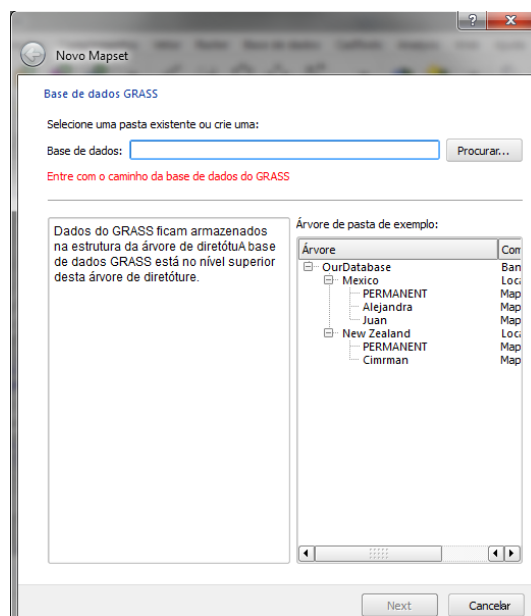 Novo Mapset
Base de dados GRASS
Selecione uma pasta existente ou crie uma:
Base de dados:
Procurar...
Entre com o caminho da base de dados do GRASS
Dados do GRASS ficam armazenados
na estrutura da árvore de diretótuA base
de dados GRASS está no nível superior
desta árvore de diretóture.
Árvore de pasta de exemplo:
Árvore Com
OurDatabase Ban
Mexico Loca
PERMANENT Map
Alejandra Map
Juan Map
New Zealand Loca
PERMANENT Map
Cimrman Map
Next Cancelar